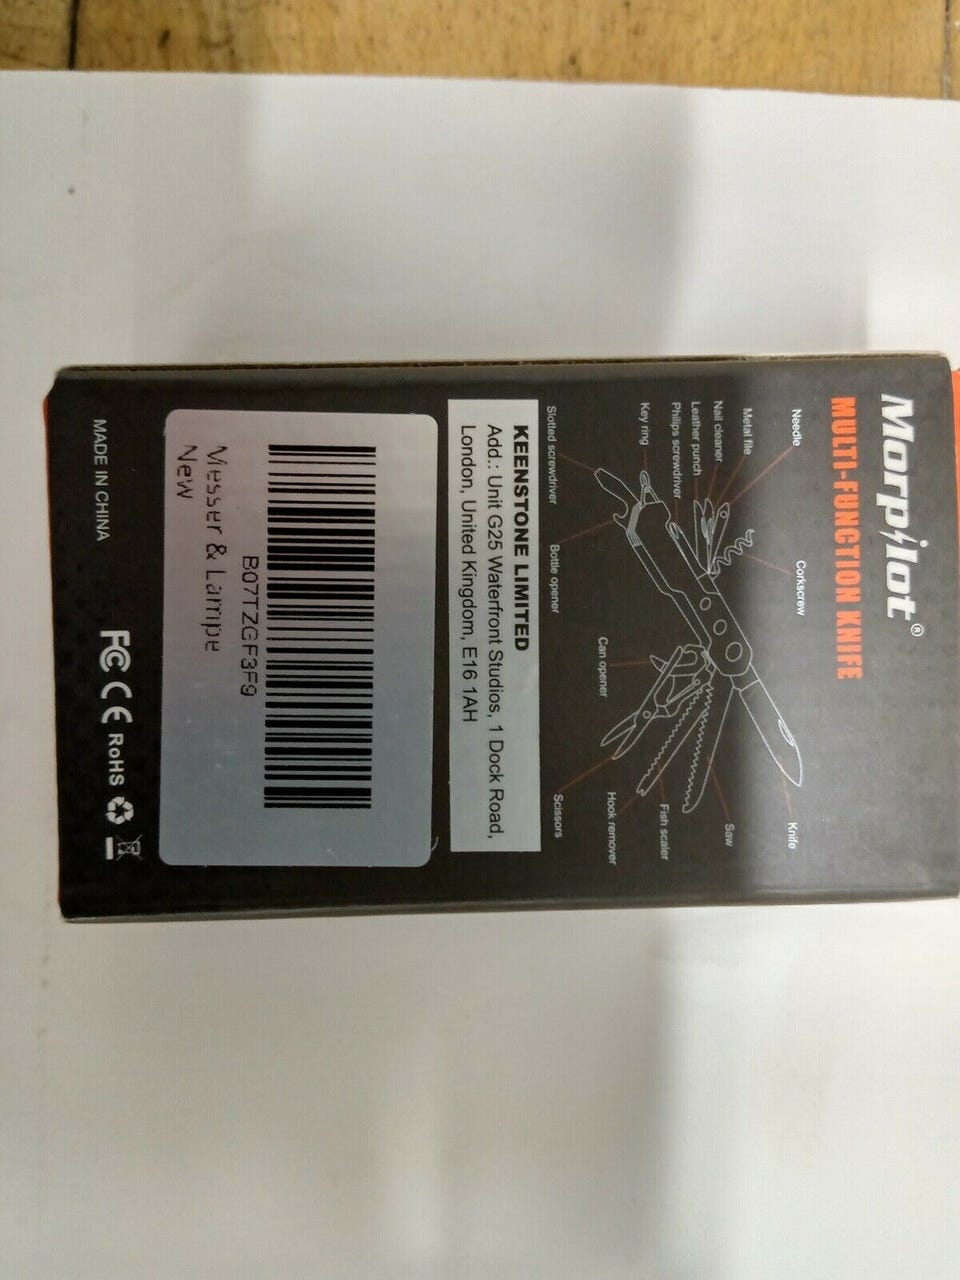 Morpilot®
MULTI-FUNCTION KNIFE
Needle
Corkscrew
Knife
Metal file
Nail cleaner
Leather punch
Philips screwdriver
Key ring
Saw
Fish scaler
Can opener
Hook remover
Slotted screwdriver
Bottle opener
Scissors
KEENSTONE LIMITED
Add.: Unit G25 Waterfront Studios, 1 Dock Road,
London, United Kingdom, E16 1AH
B07TZGF3F9
Messer & Lampe
New
MADE IN CHINA
FC CE RoHS